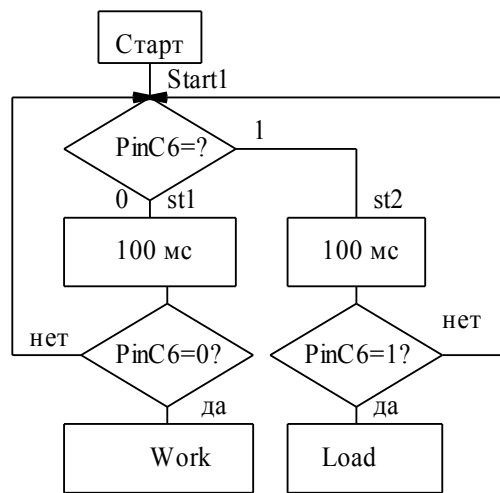 Старт
Start1
PinC6=?
1
0
st1
st2
100 мс
100 мс
нет
PinC6=0?
PinC6=1?
нет
да
да
Work
Load